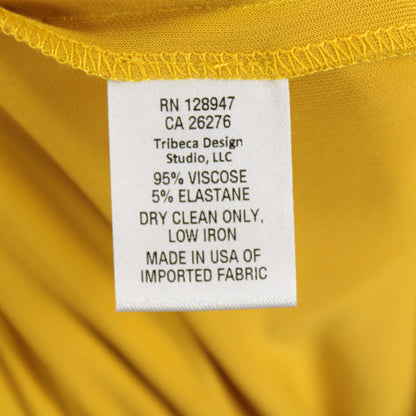 RN 128947
CA 26276
Tribeca Design
Studio, LLC
95% VISCOSE
5% ELASTANE
DRY CLEAN ONLY,
LOW IRON
MADE IN USA OF
IMPORTED FABRIC